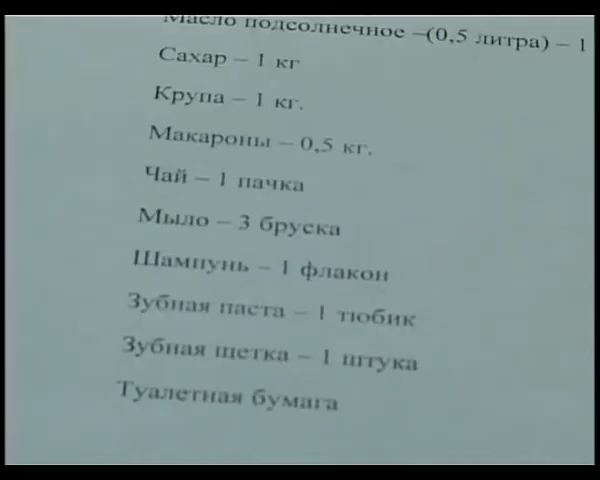 Масло подсолнечное –(0,5 литра) – 1
Сахар – 1 кг
Крупа – 1 кг.
Макароны – 0,5 кг.
Чай – 1 пачка
Мыло – 3 бруска
Шампунь – 1 флакон
Зубная паста – 1 тюбик
Зубная щетка – 1 штука
Туалетная бумага